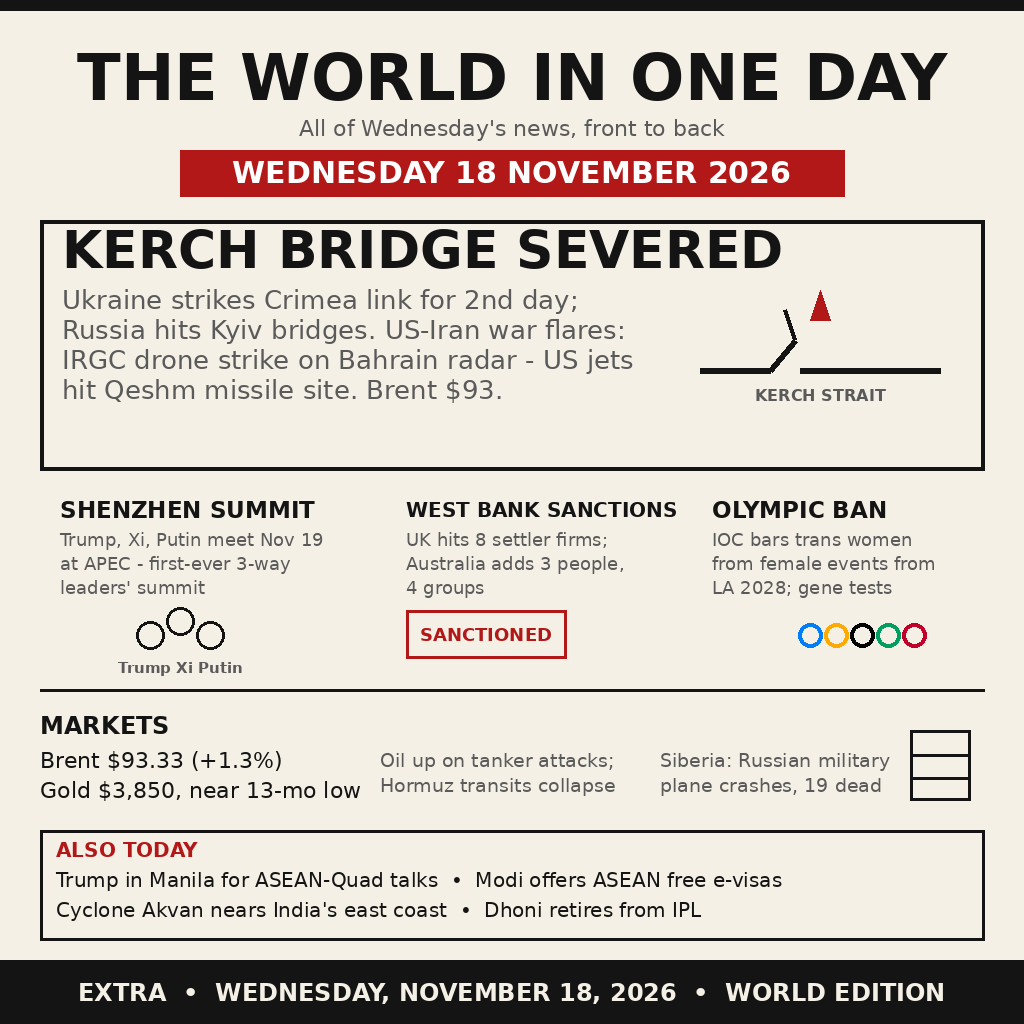 THE WORLD IN ONE DAY
All of Wednesday's news, front to back
WEDNESDAY 18 NOVEMBER 2026
KERCH BRIDGE SEVERED
Ukraine strikes Crimea link for 2nd day;
Russia hits Kyiv bridges. US-Iran war flares:
IRGC drone strike on Bahrain radar - US jets
hit Qeshm missile site. Brent $93.
KERCH STRAIT
SHENZHEN SUMMIT
Trump, Xi, Putin meet Nov 19
at APEC - first-ever 3-way
leaders' summit
Trump Xi Putin
WEST BANK SANCTIONS
UK hits 8 settler firms;
Australia adds 3 people,
4 groups
SANCTIONED
OLYMPIC BAN
IOC bars trans women
from female events from
LA 2028; gene tests
MARKETS
Brent $93.33 (+1.3%)
Gold $3,850, near 13-mo low
Oil up on tanker attacks;
Hormuz transits collapse
Siberia: Russian military
plane crashes, 19 dead
ALSO TODAY
Trump in Manila for ASEAN-Quad talks • Modi offers ASEAN free e-visas
Cyclone Akvan nears India's east coast • Dhoni retires from IPL
EXTRA • WEDNESDAY, NOVEMBER 18, 2026 • WORLD EDITION